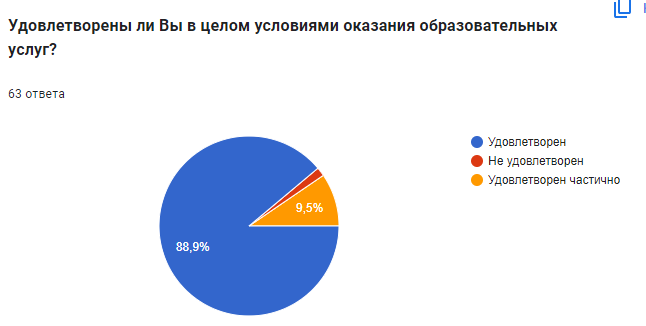 Удовлетворены ли Вы в целом условиями оказания образовательных
услуг?
63 ответа
Удовлетворен
Не удовлетворен
Удовлетворен частично
9,5%
88,9%